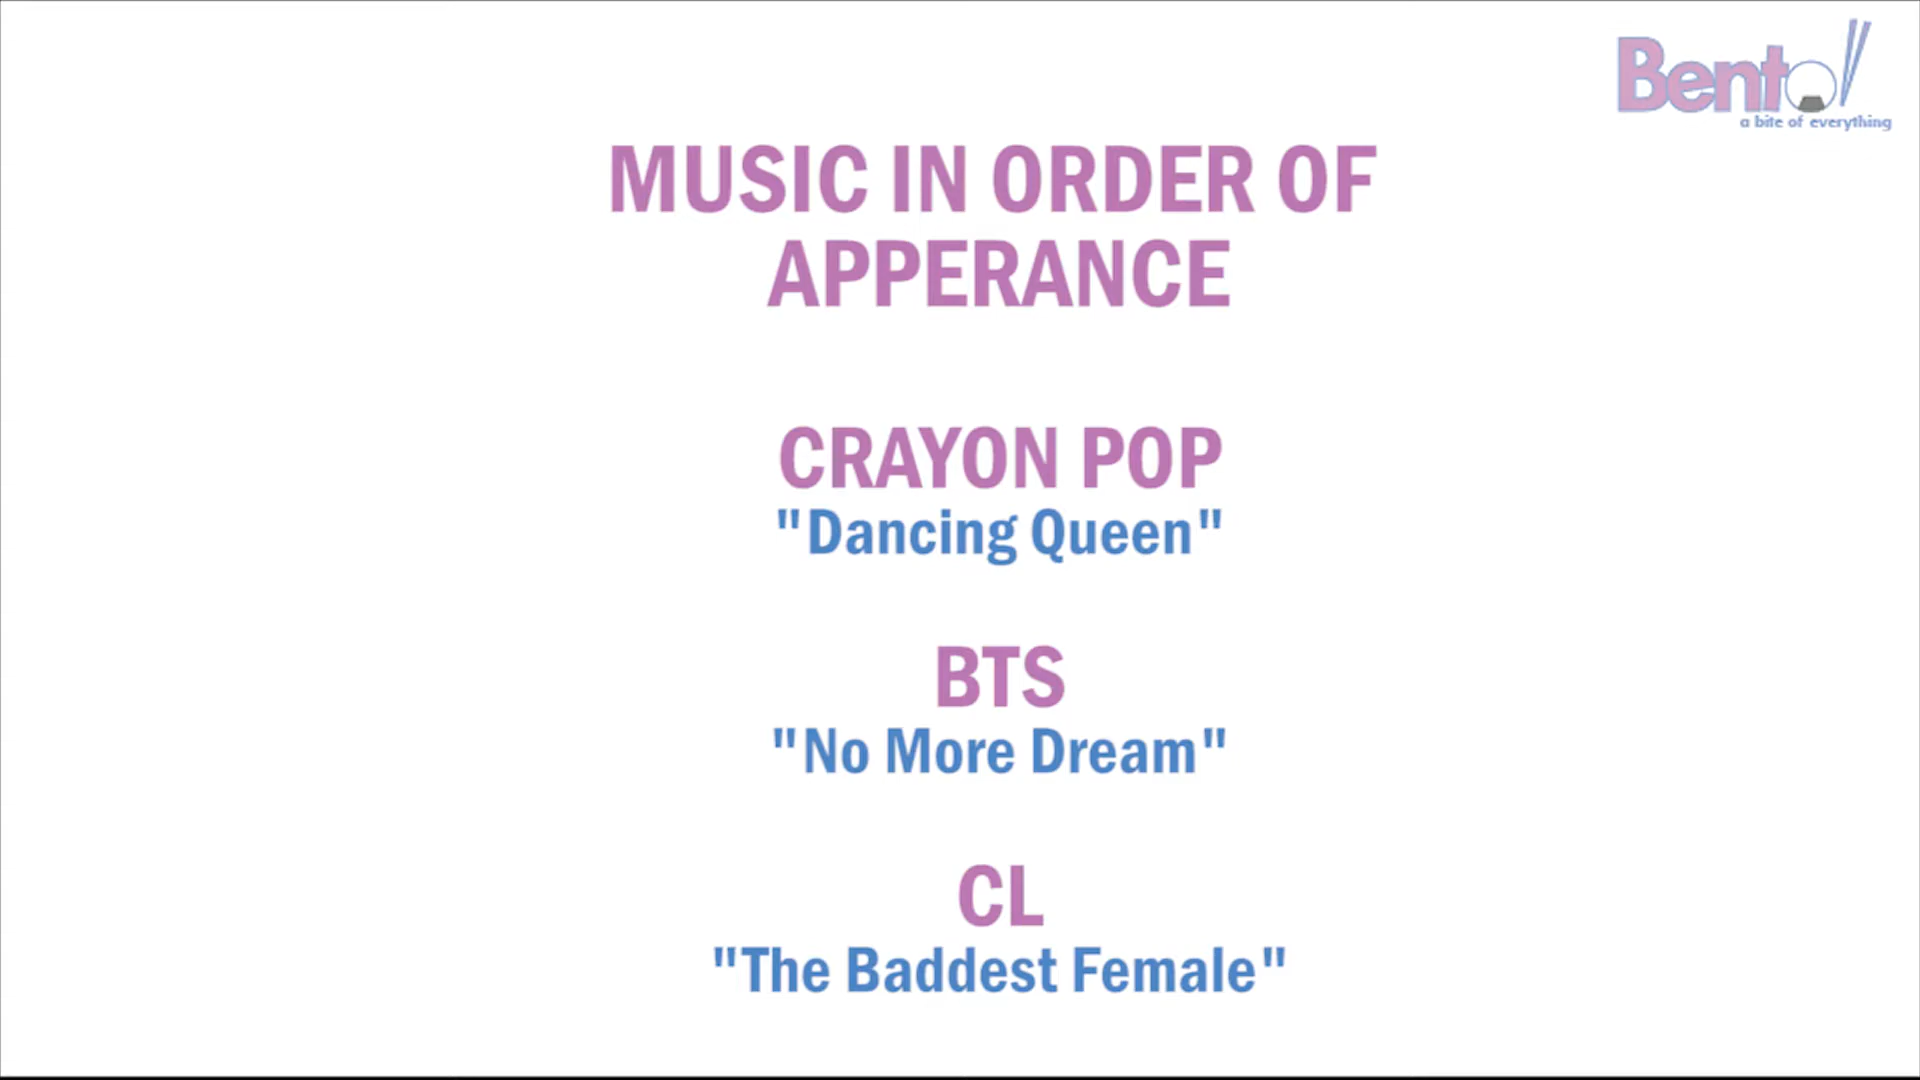 Bento
a bite of everything
MUSIC IN ORDER OF
APPERANCE
CRAYON POP
"Dancing Queen"
BTS
"No More Dream"
CL
"The Baddest Female"